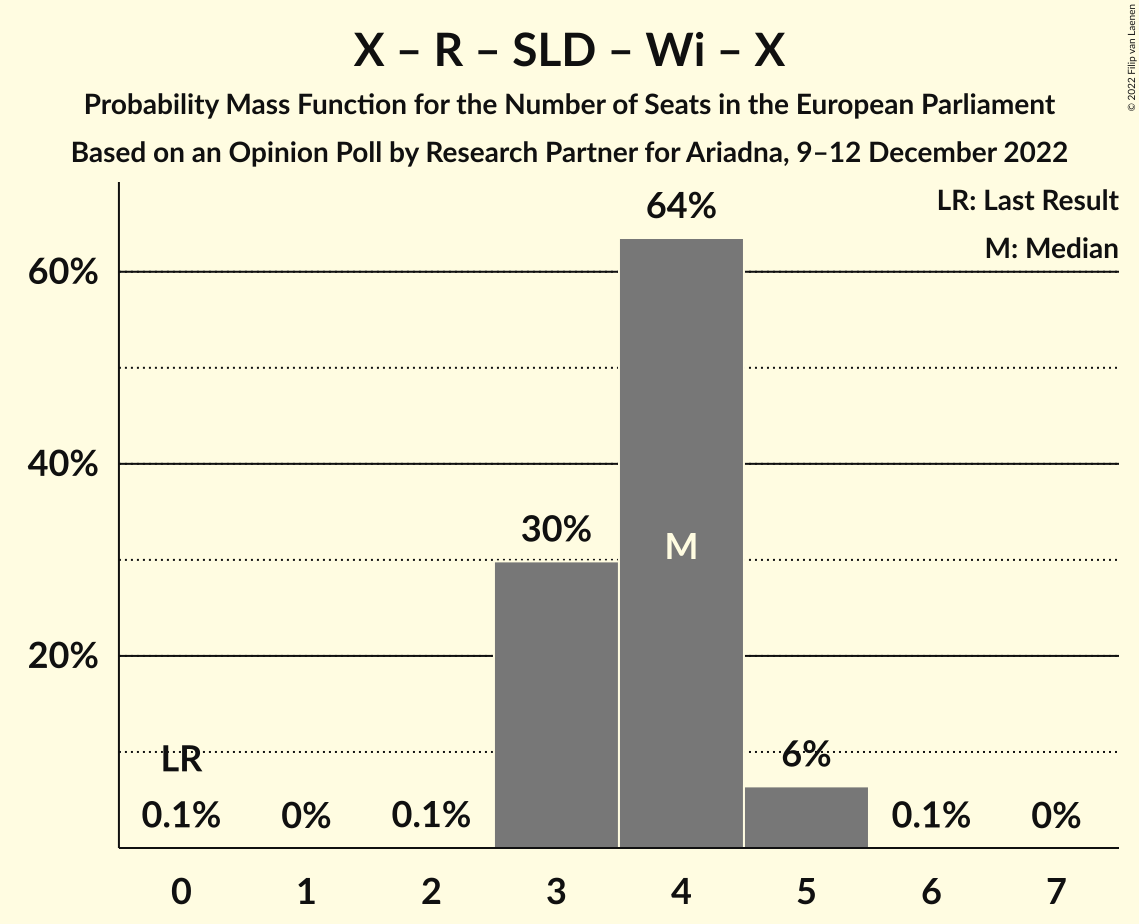 X – R – SLD – Wi – X
Probability Mass Function for the Number of Seats in the European Parliament
Based on an Opinion Poll by Research Partner for Ariadna, 9–12 December 2022
© 2022 Filip van Laenen
LR: Last Result
M: Median
64%
60%
40%
30%
M
20%
LR
6%
0.1%
0%
0.1%
0.1%
0%
0
1
2
3
4
5
6
7